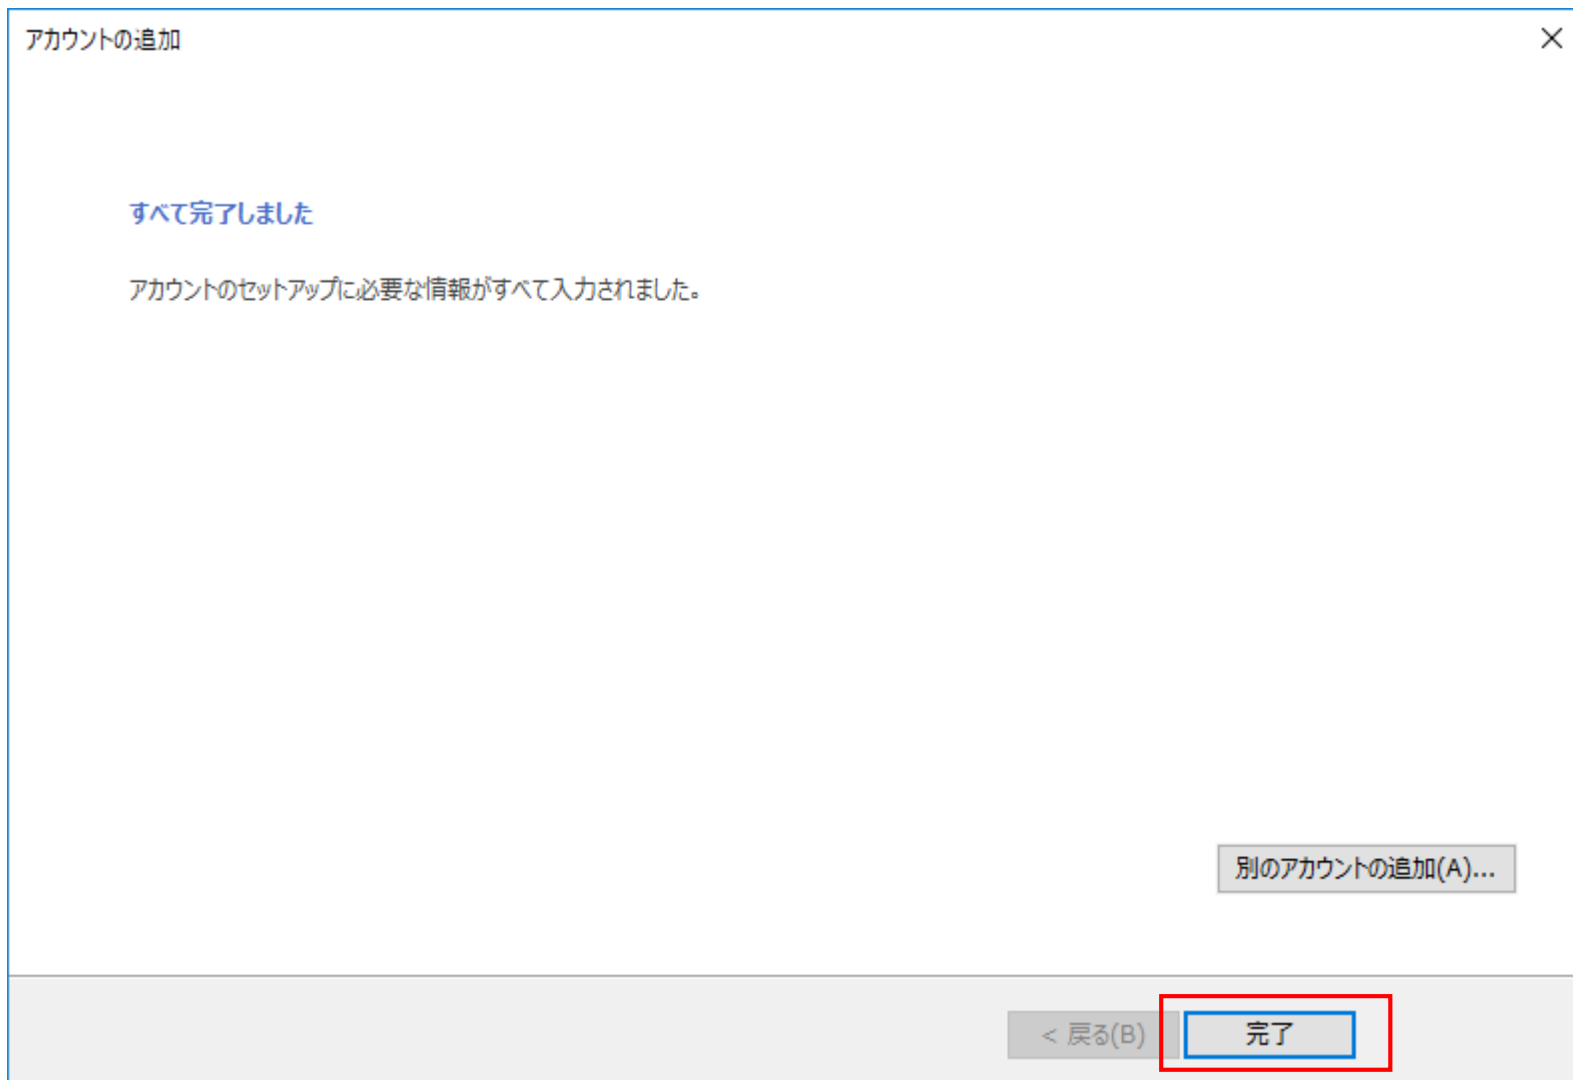 アカウントの追加
すべて完了しました
アカウントのセットアップに必要な情報がすべて入力されました。
別のアカウントの追加(A)...
< 戻る(B)
完了